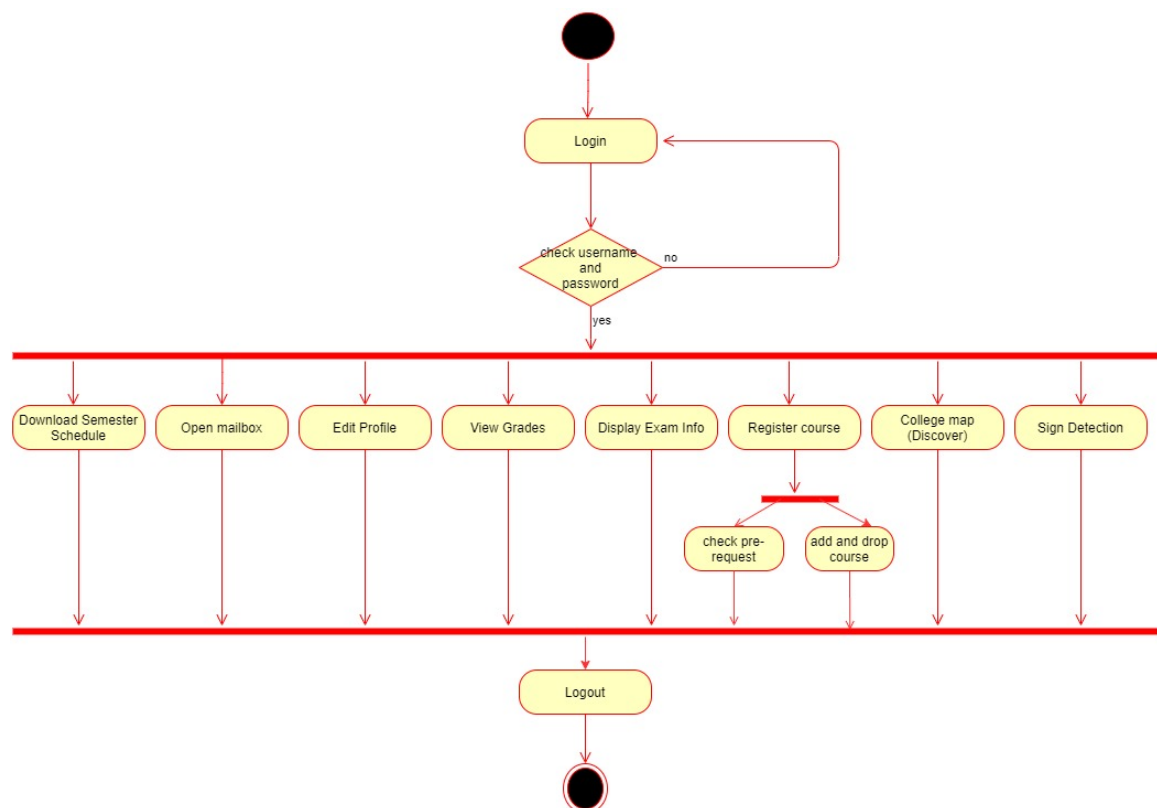 Login
check username
and
password
no
yes
Download Semester
Schedule
Open mailbox
Edit Profile
View Grades
Display Exam Info
Register course
College map
(Discover)
Sign Detection
check pre-
request
add and drop
course
Logout